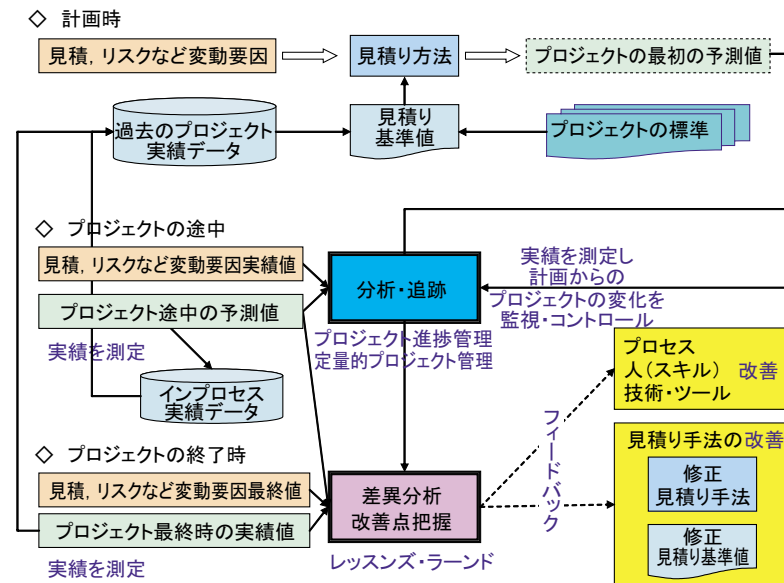 ◇ 計画時
見積，リスクなど変動要因
見積り方法
プロジェクトの最初の予測値
過去のプロジェクト
実績データ
見積り
基準値
プロジェクトの標準
◇ プロジェクトの途中
見積，リスクなど変動要因実績値
プロジェクト途中の予測値
実績を測定
インプロセス
実績データ
分析・追跡
プロジェクト進捗管理
定量的プロジェクト管理
実績を測定し
計画からの
プロジェクトの変化を
監視・コントロール
プロセス
人（スキル） 改善
技術・ツール
フィードバック
◇ プロジェクトの終了時
見積，リスクなど変動要因最終値
プロジェクト最終時の実績値
実績を測定
差異分析
改善点把握
レッスンズ・ラーンド
見積り手法の改善
修正
見積り手法
修正
見積り基準値